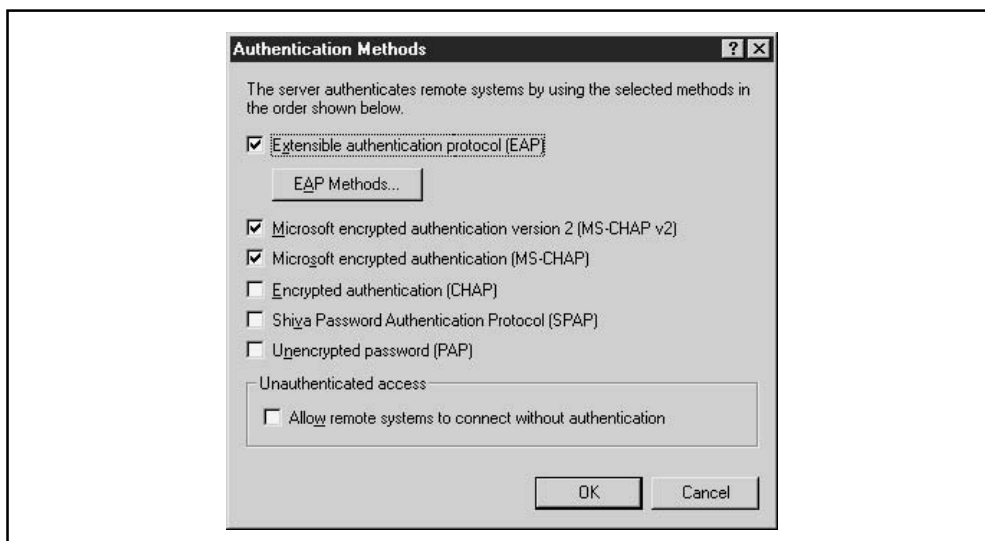 Authentication Methods
The server authenticates remote systems by using the selected methods in
the order shown below.
Extensible authentication protocol (EAP)
EAP Methods...
Microsoft encrypted authentication version 2 (MS-CHAP v2)
Microsoft encrypted authentication (MS-CHAP)
Encrypted authentication (CHAP)
Shiva Password Authentication Protocol (SPAP)
Unencrypted password (PAP)
Unauthenticated access
Allow remote systems to connect without authentication
OK
Cancel